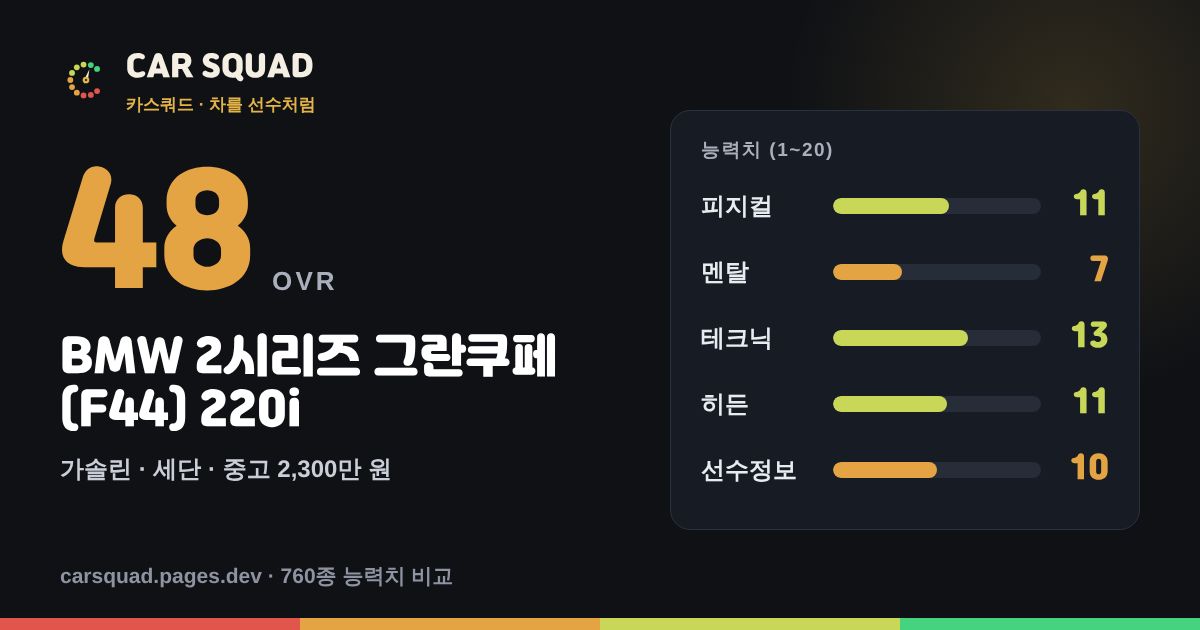 CAR SQUAD
카스쿼드 · 차를 선수처럼
48 OVR
BMW 2시리즈 그란쿠페
(F44) 220i
가솔린 · 세단 · 중고 2,300만 원
carsquad.pages.dev · 760종 능력치 비교
능력치 (1~20)
피지컬 11
멘탈 7
테크닉 13
히든 11
선수정보 10